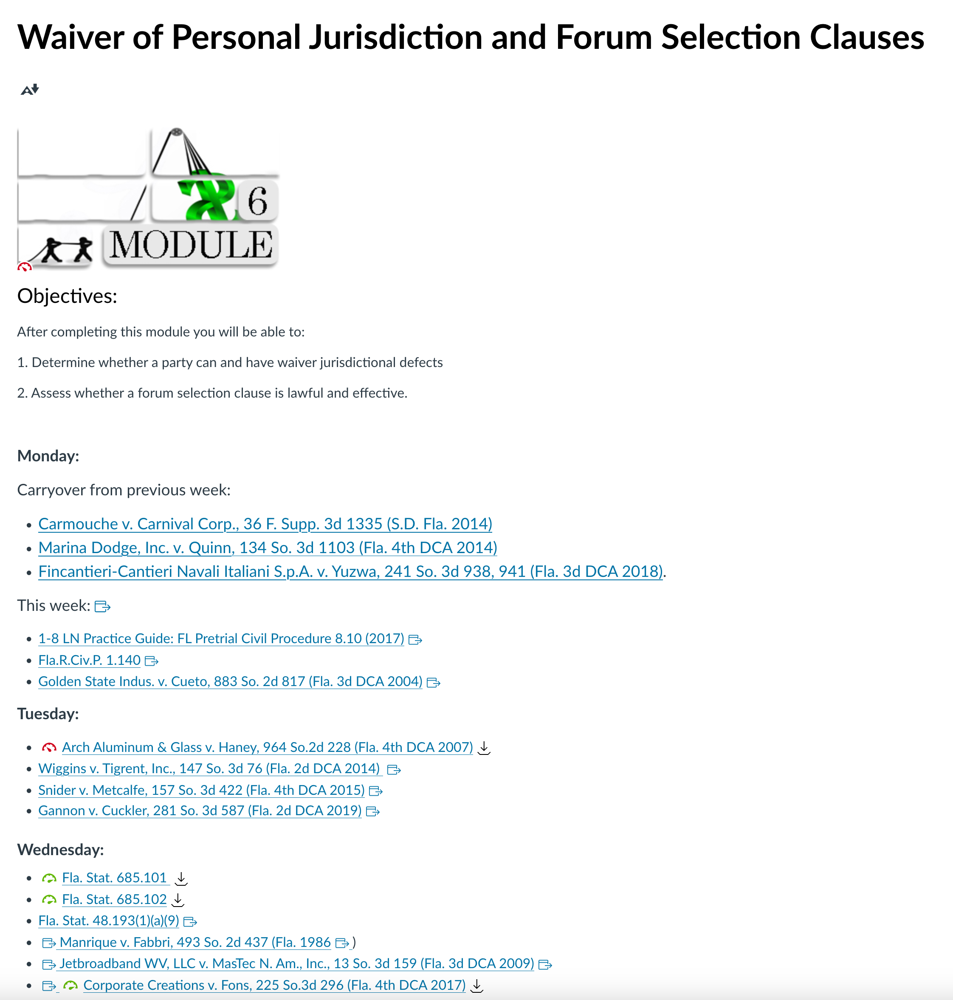 Waiver of Personal Jurisdiction and Forum Selection Clauses
6
MODULE
Objectives:
After completing this module you will be able to:
1. Determine whether a party can and have waiver jurisdictional defects
2. Assess whether a forum selection clause is lawful and effective.
Monday:
Carryover from previous week:
Carmouche v. Carnival Corp., 36 F. Supp. 3d 1335 (S.D. Fla. 2014)
Marina Dodge, Inc. v. Quinn, 134 So. 3d 1103 (Fla. 4th DCA 2014)
Fincantieri-Cantieri Navali Italiani S.p.A. v. Yuzwa, 241 So. 3d 938, 941 (Fla. 3d DCA 2018).
This week:
1-8 LN Practice Guide: FL Pretrial Civil Procedure 8.10 (2017)
Fla.R.Civ.P. 1.140
Golden State Indus. v. Cueto, 883 So. 2d 817 (Fla. 3d DCA 2004)
Tuesday:
Arch Aluminum & Glass v. Haney, 964 So.2d 228 (Fla. 4th DCA 2007)
Wiggins v. Tigrent, Inc., 147 So. 3d 76 (Fla. 2d DCA 2014)
Snider v. Metcalfe, 157 So. 3d 422 (Fla. 4th DCA 2015)
Gannon v. Cuckler, 281 So. 3d 587 (Fla. 2d DCA 2019)
Wednesday:
Fla. Stat. 685.101
Fla. Stat. 685.102
Fla. Stat. 48.193(1)(a)(9)
Manrique v. Fabbri, 493 So. 2d 437 (Fla. 1986 )
Jetbroadband WV, LLC v. MasTec N. Am., Inc., 13 So. 3d 159 (Fla. 3d DCA 2009)
Corporate Creations v. Fons, 225 So.3d 296 (Fla. 4th DCA 2017)